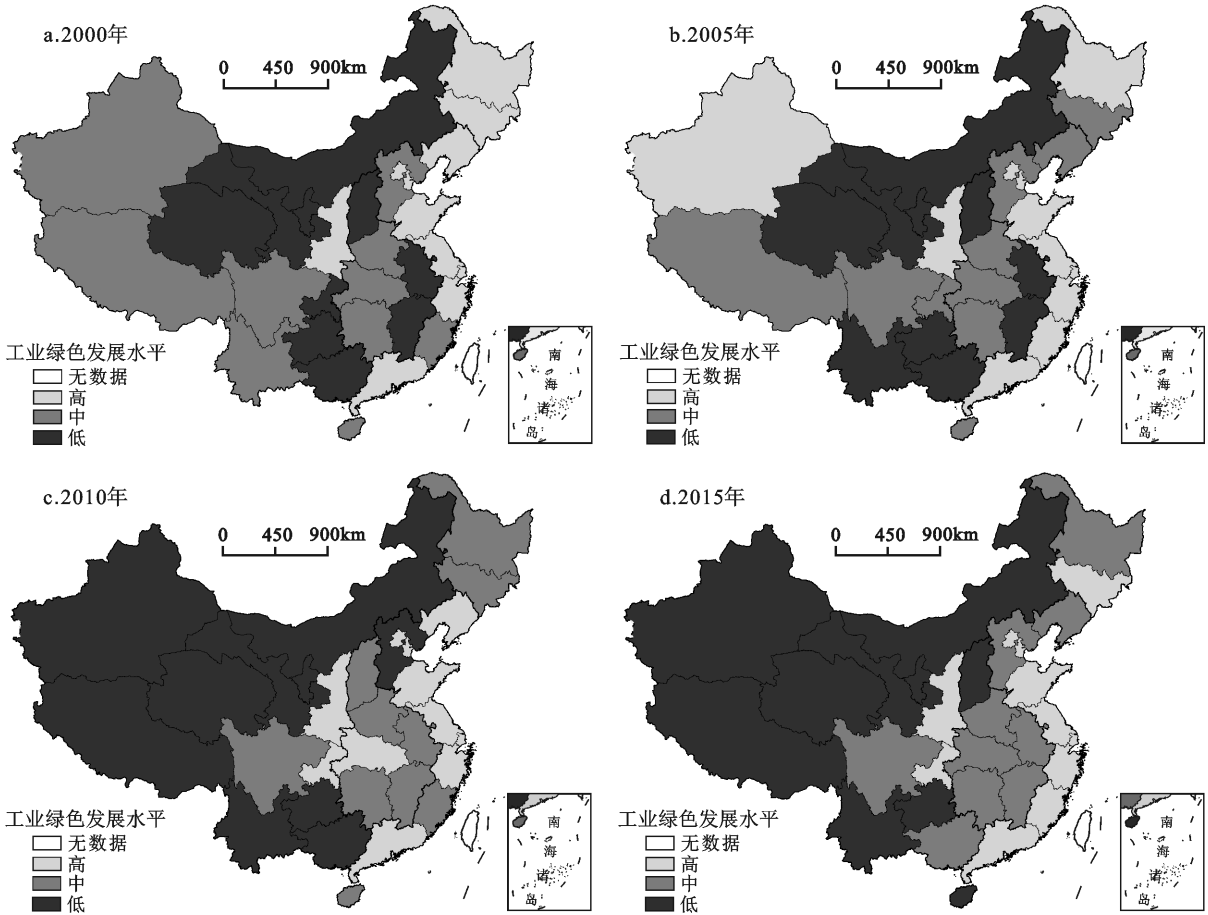 a.2000年
0 450 900km
工业绿色发展水平
无数据
高
中
低
南
海
诸
岛
b.2005年
0 450 900km
工业绿色发展水平
无数据
高
中
低
南
海
诸
岛
c.2010年
0 450 900km
工业绿色发展水平
无数据
高
中
低
南
海
诸
岛
d.2015年
0 450 900km
工业绿色发展水平
无数据
高
中
低
南
海
诸
岛